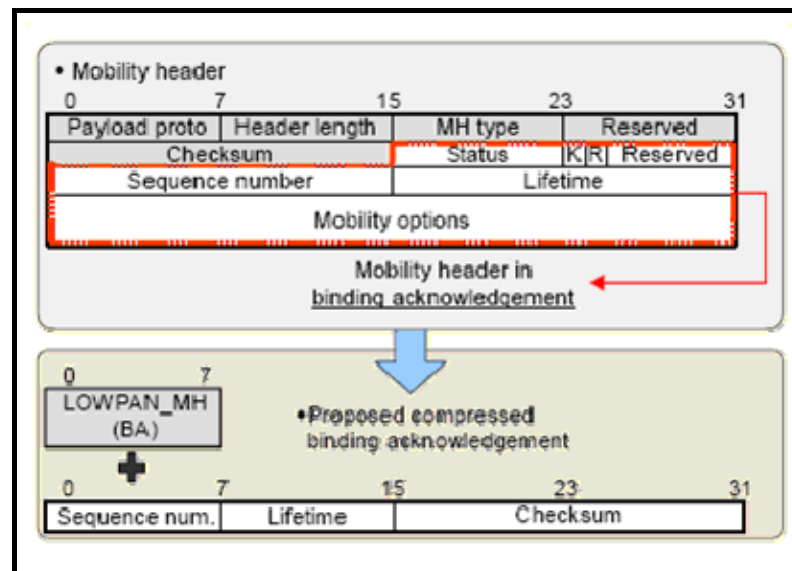 • Mobility header
0 7 15 23 31
Payload proto Header length MH type Reserved
Checksum Status K R Reserved
Sequence number Lifetime
Mobility options
Mobility header in
binding acknowledgement
0 7
LOWPAN_MH
(BA)
•Proposed compressed
binding acknowledgement
0 7 15 23 31
Sequence num. Lifetime Checksum